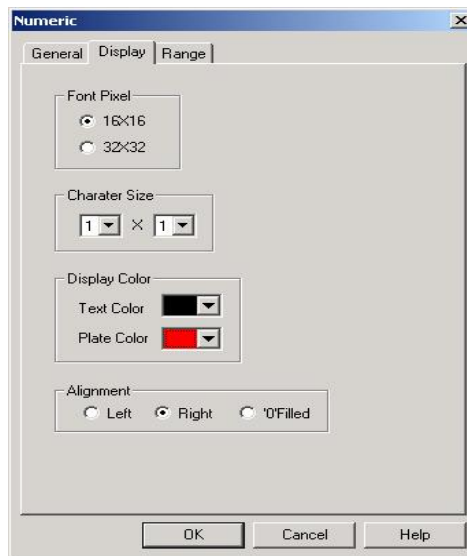 Numeric
General Display Range
Font Pixel
16X16
32X32
Charater Size
1 X 1
Display Color
Text Color
Plate Color
Alignment
Left Right '0'Filled
OK Cancel Help